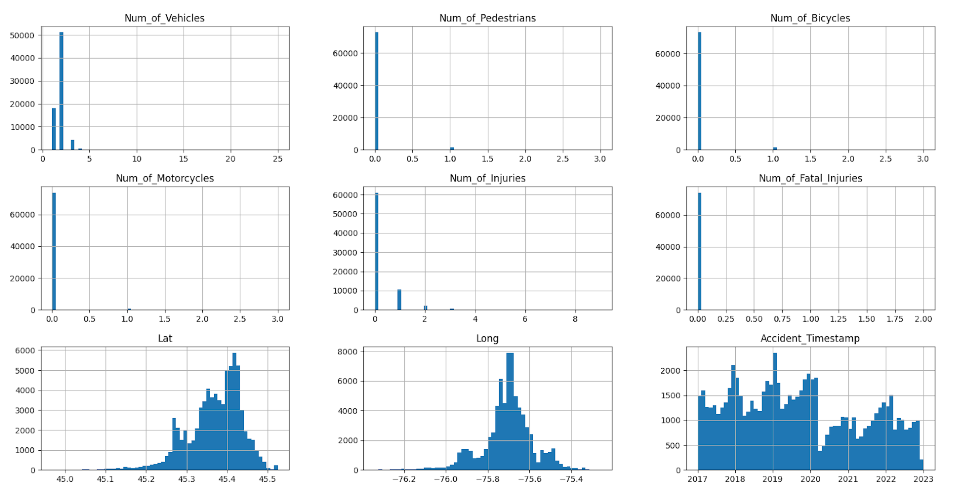 Num_of_Vehicles
50000
40000
30000
20000
10000
0
0 5 10 15 20 25
Num_of_Pedestrians
60000
40000
20000
0
0.0 0.5 1.0 1.5 2.0 2.5 3.0
Num_of_Bicycles
60000
40000
20000
0
0.0 0.5 1.0 1.5 2.0 2.5 3.0
Num_of_Motorcycles
60000
40000
20000
0
0.0 0.5 1.0 1.5 2.0 2.5 3.0
Num_of_Injuries
60000
50000
40000
30000
20000
10000
0
0 2 4 6 8
Num_of_Fatal_Injuries
60000
40000
20000
0
0.00 0.25 0.50 0.75 1.00 1.25 1.50 1.75 2.00
Lat
6000
5000
4000
3000
2000
1000
0
45.0 45.1 45.2 45.3 45.4 45.5
Long
8000
6000
4000
2000
0
−76.2 −76.0 −75.8 −75.6 −75.4
Accident_Timestamp
2000
1500
1000
500
0
2017 2018 2019 2020 2021 2022 2023